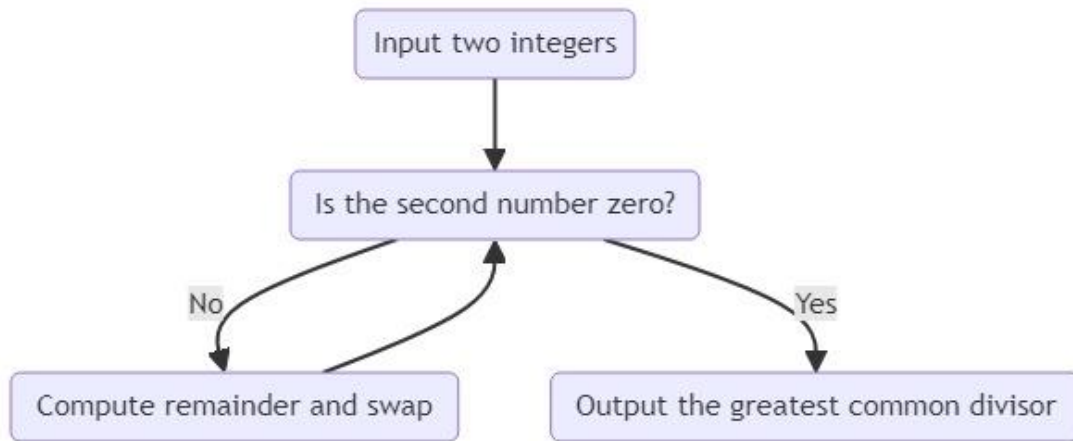 Input two integers
Is the second number zero?
No
Yes
Compute remainder and swap
Output the greatest common divisor